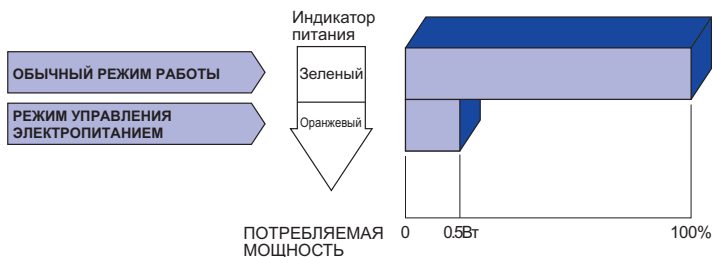 Индикатор
питания
ОБЫЧНЫЙ РЕЖИМ РАБОТЫ
Зеленый
РЕЖИМ УПРАВЛЕНИЯ
ЭЛЕКТРОПИТАНИЕМ
Оранжевый
ПОТРЕБЛЯЕМАЯ
МОЩНОСТЬ
0 0.5Вт 100%